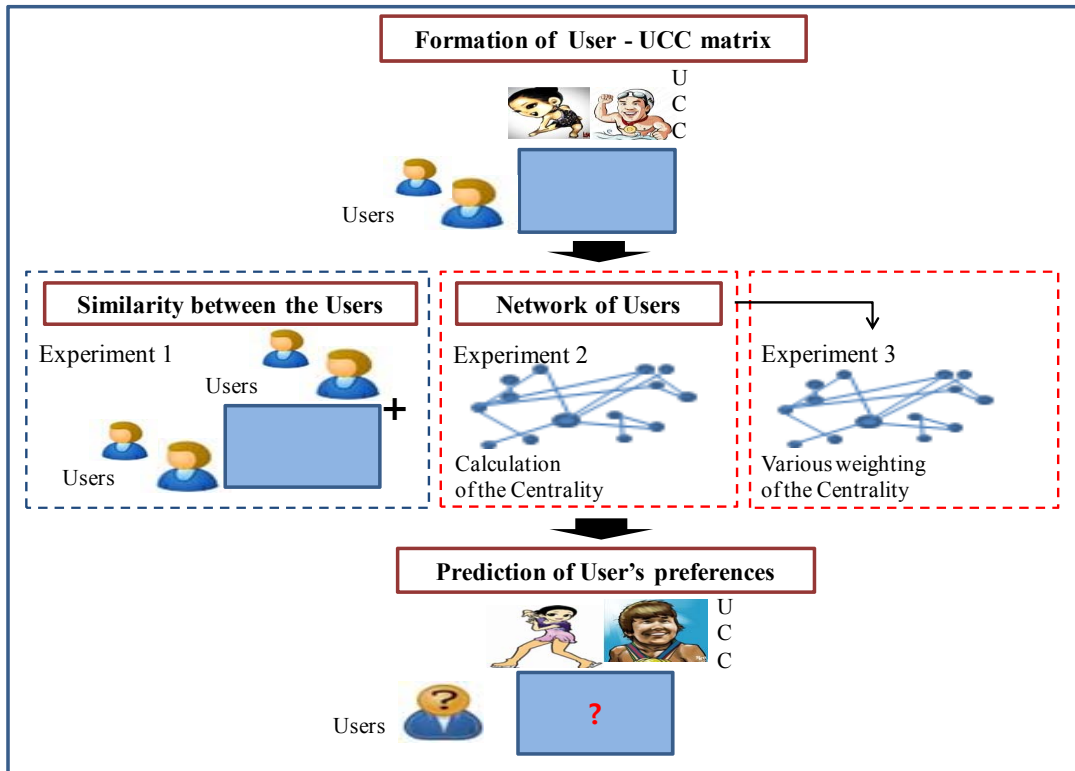 Formation of User - UCC matrix
U
C
C
Users
Similarity between the Users
Experiment 1
Users
+
Users
Network of Users
Experiment 2
Calculation
of the Centrality
Experiment 3
Various weighting
of the Centrality
Prediction of User's preferences
U
C
C
?
Users
?